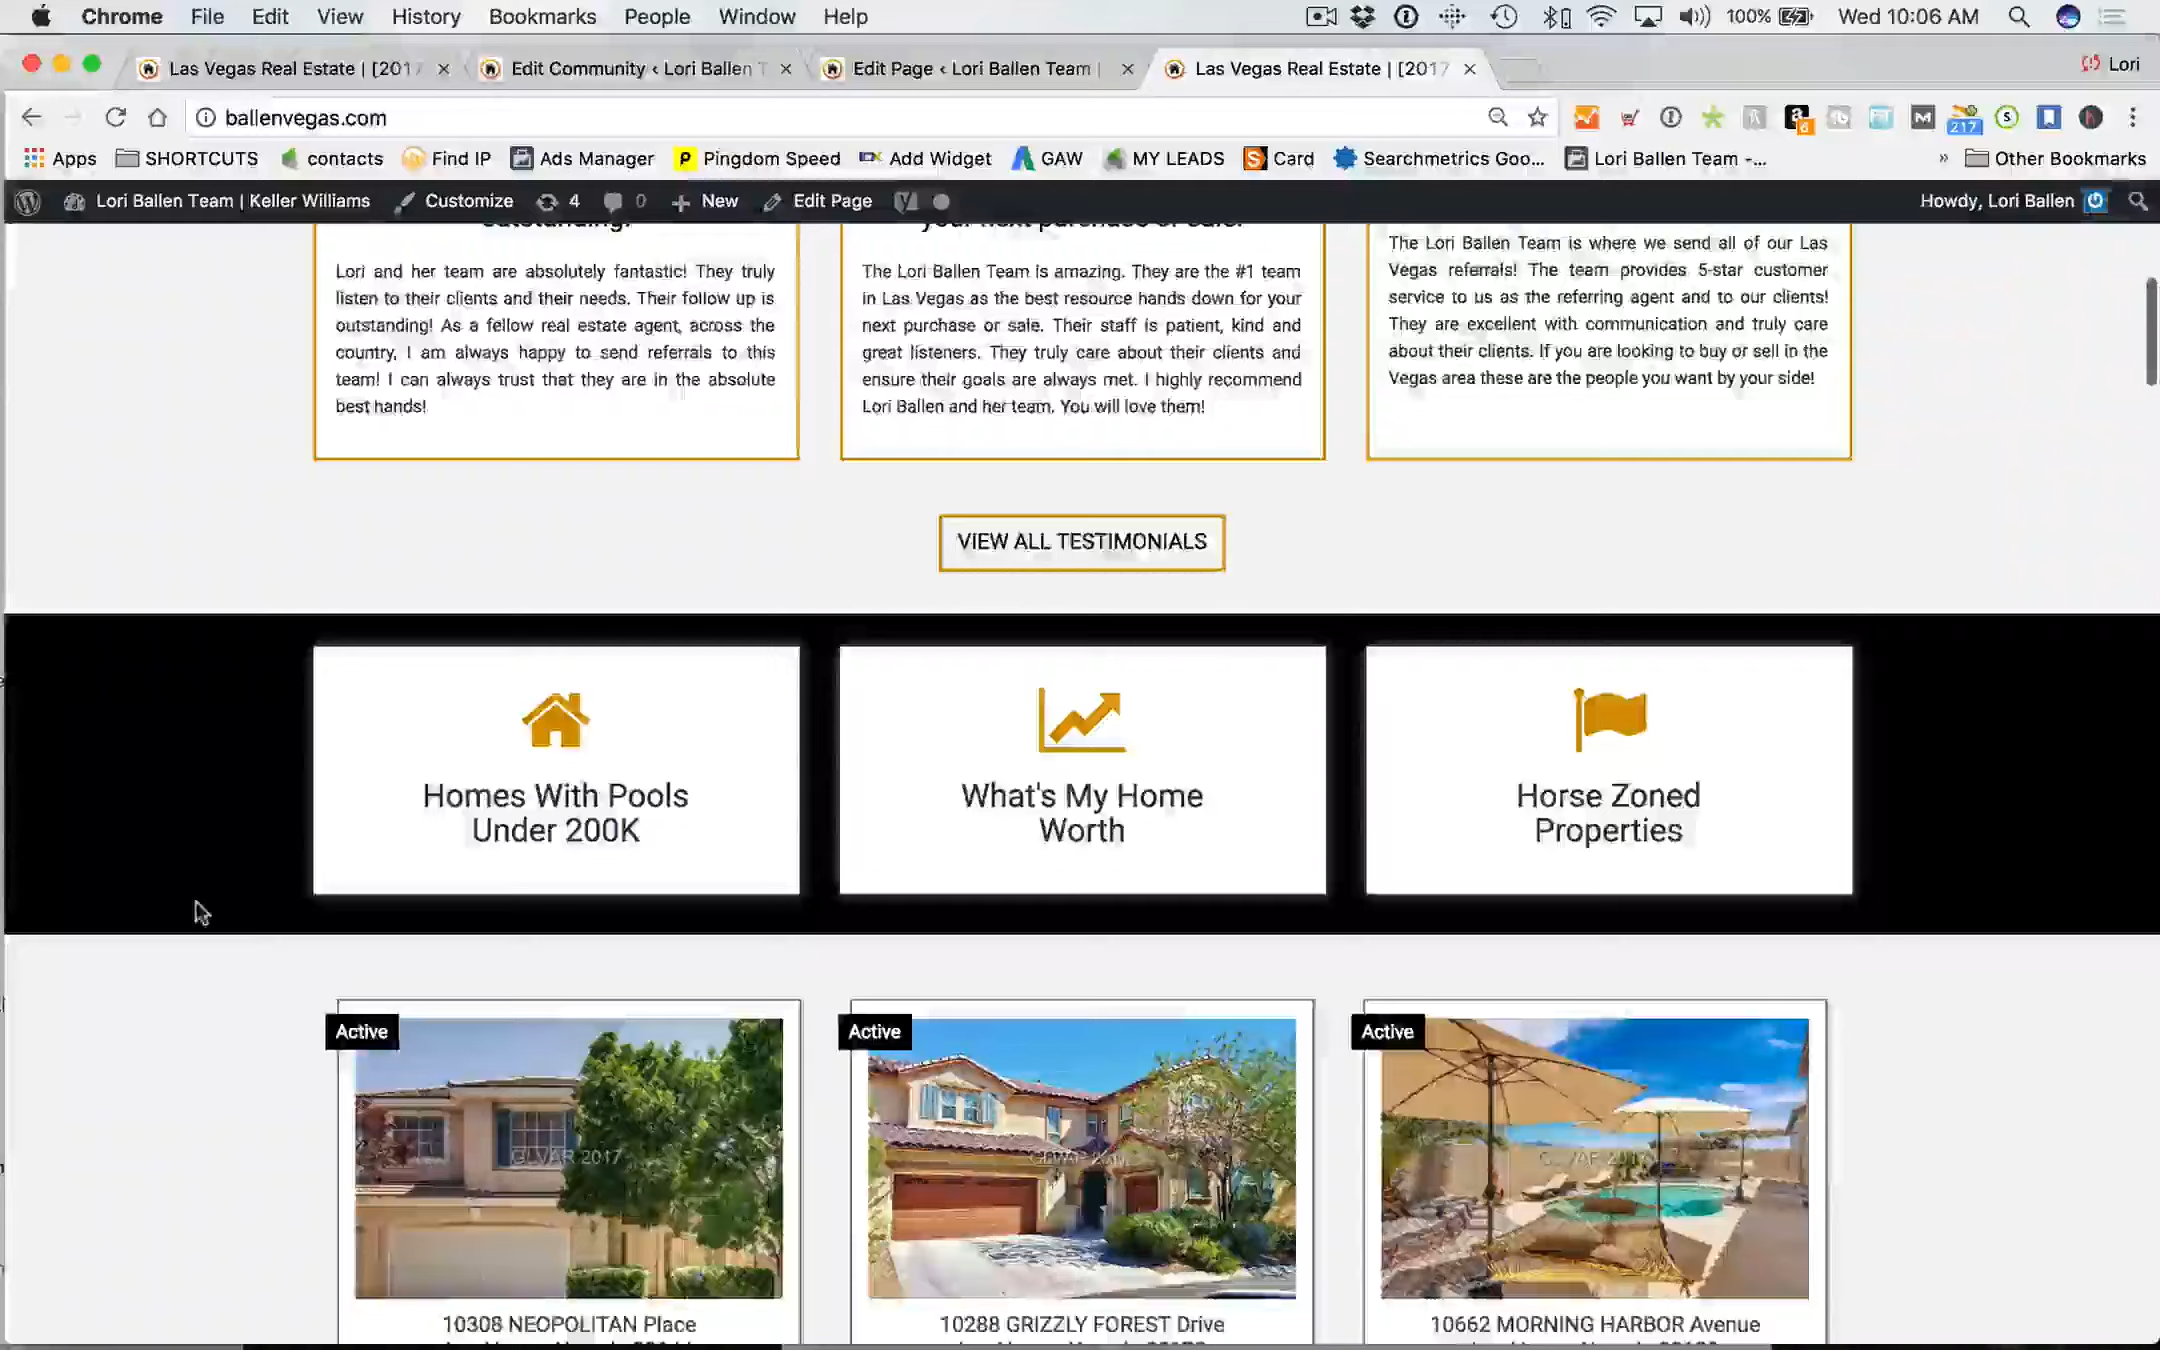 Chrome File Edit View History Bookmarks People Window Help 100% Wed 10:06 AM
Las Vegas Real Estate | [2017 Edit Community ‹ Lori Ballen T Edit Page ‹ Lori Ballen Team | Las Vegas Real Estate | [2017 Lori
ballenvegas.com
217
Apps SHORTCUTS contacts Find IP Ads Manager Pingdom Speed Add Widget GAW MY LEADS Card Searchmetrics Goo... Lori Ballen Team -... » Other Bookmarks
Lori Ballen Team | Keller Williams Customize 4 0 New Edit Page Howdy, Lori Ballen
outstanding!
your next purchase or sale.
Lori and her team are absolutely fantastic! They truly
listen to their clients and their needs. Their follow up is
outstanding! As a fellow real estate agent, across the
country, I am always happy to send referrals to this
team! I can always trust that they are in the absolute
best hands!
The Lori Ballen Team is amazing. They are the #1 team
in Las Vegas as the best resource hands down for your
next purchase or sale. Their staff is patient, kind and
great listeners. They truly care about their clients and
ensure their goals are always met. I highly recommend
Lori Ballen and her team. You will love them!
The Lori Ballen Team is where we send all of our Las
Vegas referrals! The team provides 5-star customer
service to us as the referring agent and to our clients!
They are excellent with communication and truly care
about their clients. If you are looking to buy or sell in the
Vegas area these are the people you want by your side!
VIEW ALL TESTIMONIALS
Homes With Pools
Under 200K
What's My Home
Worth
Horse Zoned
Properties
Active
Active
Active
GLVAR 2017
GLVAR 2017
GLVAR 2017
10308 NEOPOLITAN Place
10288 GRIZZLY FOREST Drive
10662 MORNING HARBOR Avenue